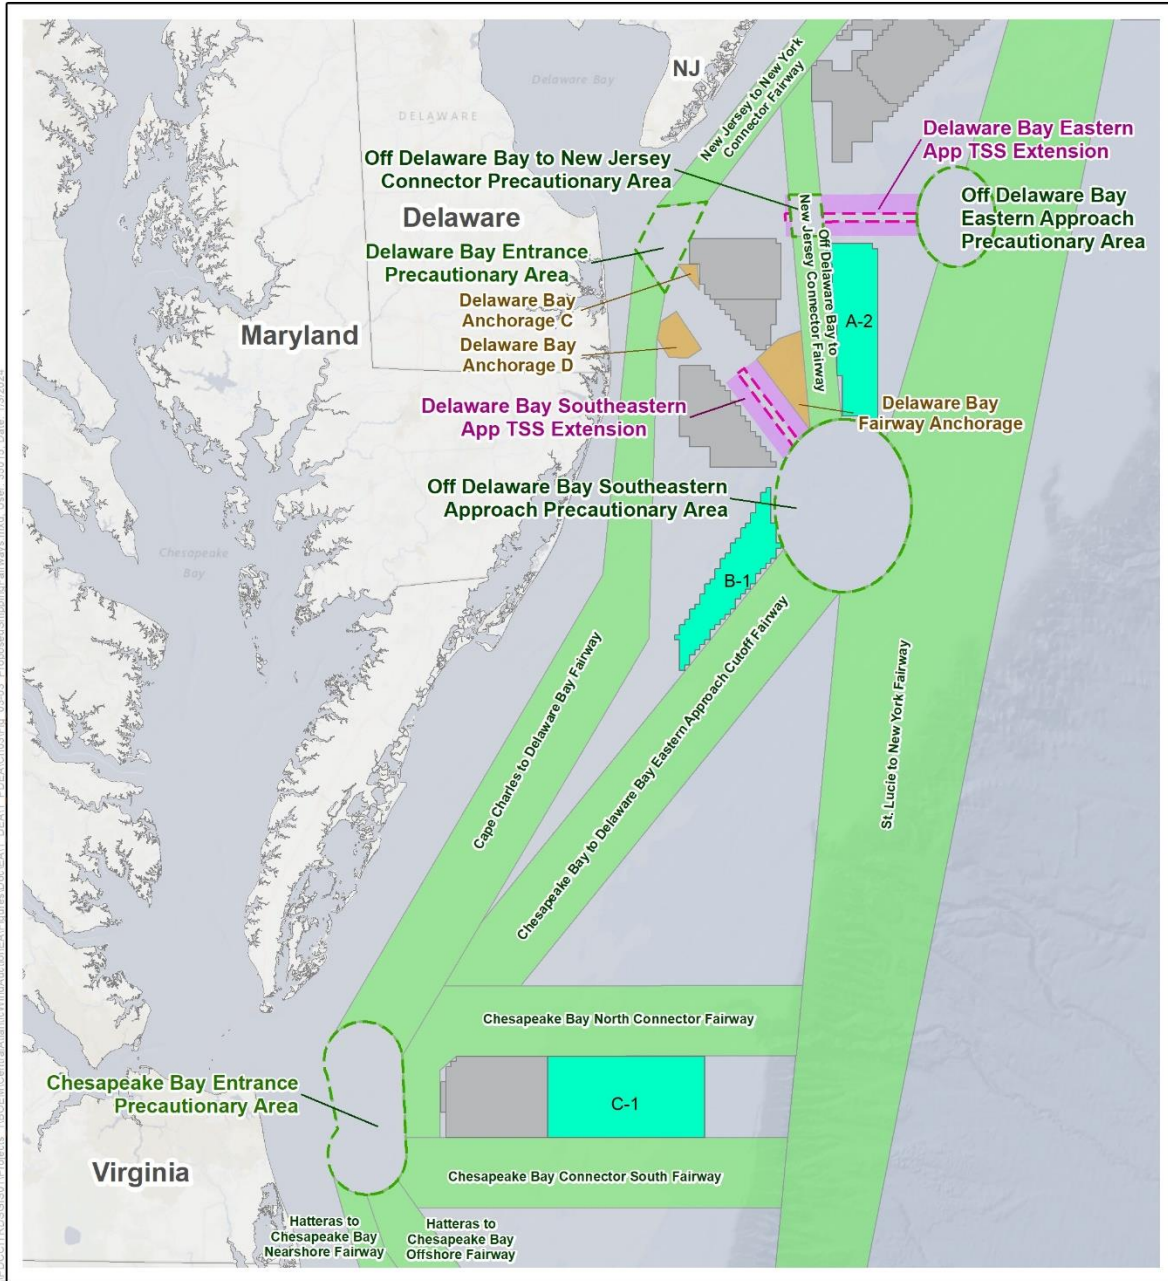 Delaware Bay
NJ
DELAWARE
New Jersey to New York
Connector Fairway
Delaware Bay Eastern
App TSS Extension
Off Delaware Bay to New Jersey
Connector Precautionary Area
Off Delaware Bay
Eastern Approach
Precautionary Area
Delaware
Delaware Bay Entrance
Precautionary Area
Off Delaware Bay to
New Jersey Connector Fairway
Delaware Bay
Anchorage C
Maryland
A-2
Delaware Bay
Anchorage D
Delaware Bay Southeastern
App TSS Extension
Delaware Bay
Fairway Anchorage
Off Delaware Bay Southeastern
Approach Precautionary Area
Chesapeake
Bay
B-1
Cape Charles to Delaware Bay Fairway
Chesapeake Bay to Delaware Bay Eastern Approach Cutoff Fairway
St. Lucie to New York Fairway
Chesapeake Bay North Connector Fairway
Chesapeake Bay Entrance
Precautionary Area
C-1
Virginia
Chesapeake Bay Connector South Fairway
Hatteras to
Chesapeake Bay
Nearshore Fairway
Hatteras to
Chesapeake Bay
Offshore Fairway